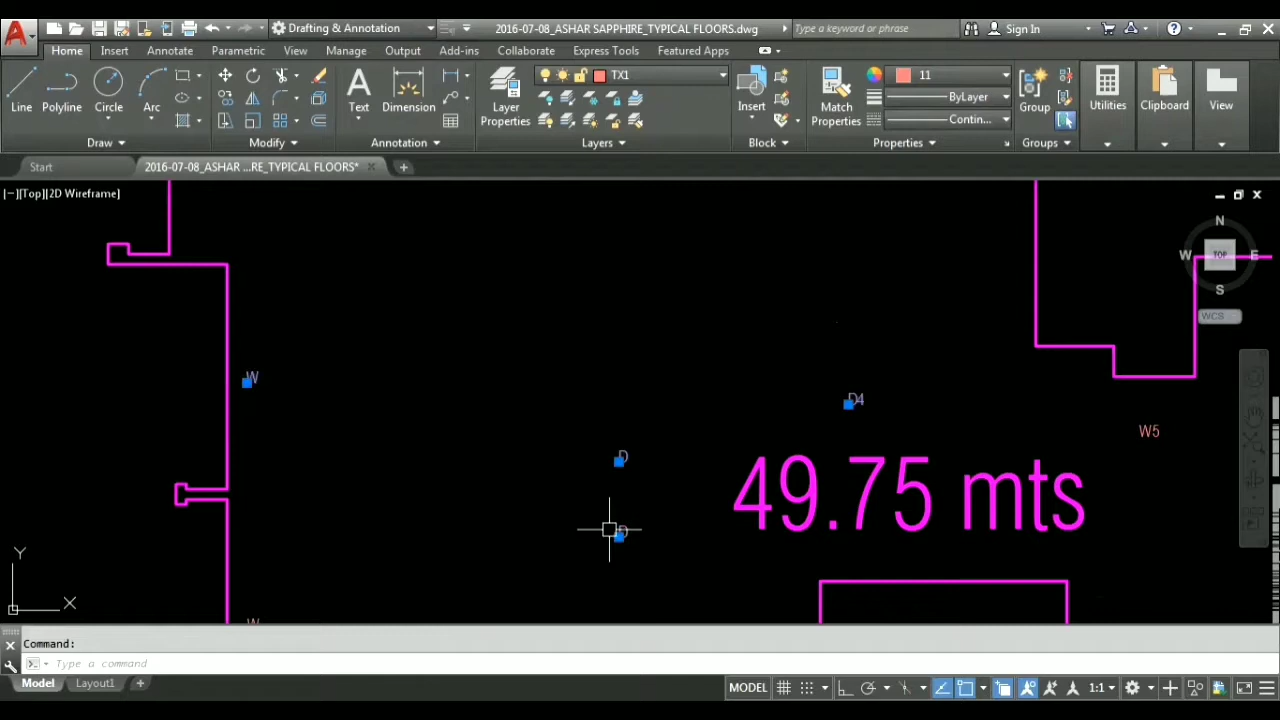 Drafting & Annotation 2016-07-08_ASHAR SAPPHIRE_TYPICAL FLOORS.dwg Type a keyword or phrase Sign In
Home Insert Annotate Parametric View Manage Output Add-ins Collaborate Express Tools Featured Apps
TX1 11
Line Polyline Circle Arc Text Dimension Layer Properties Insert Match Properties ByLayer Group Utilities Clipboard View
Contin...
Draw Modify Annotation Layers Block Properties Groups
Start 2016-07-08_ASHAR ...RE_TYPICAL FLOORS*
[−][Top][2D Wireframe]
N
W TOP E
S
WCS
W
D4
W5
D
49.75 mts
D
Y
X
W
Command:
Type a command
Model Layout1 MODEL 1:1